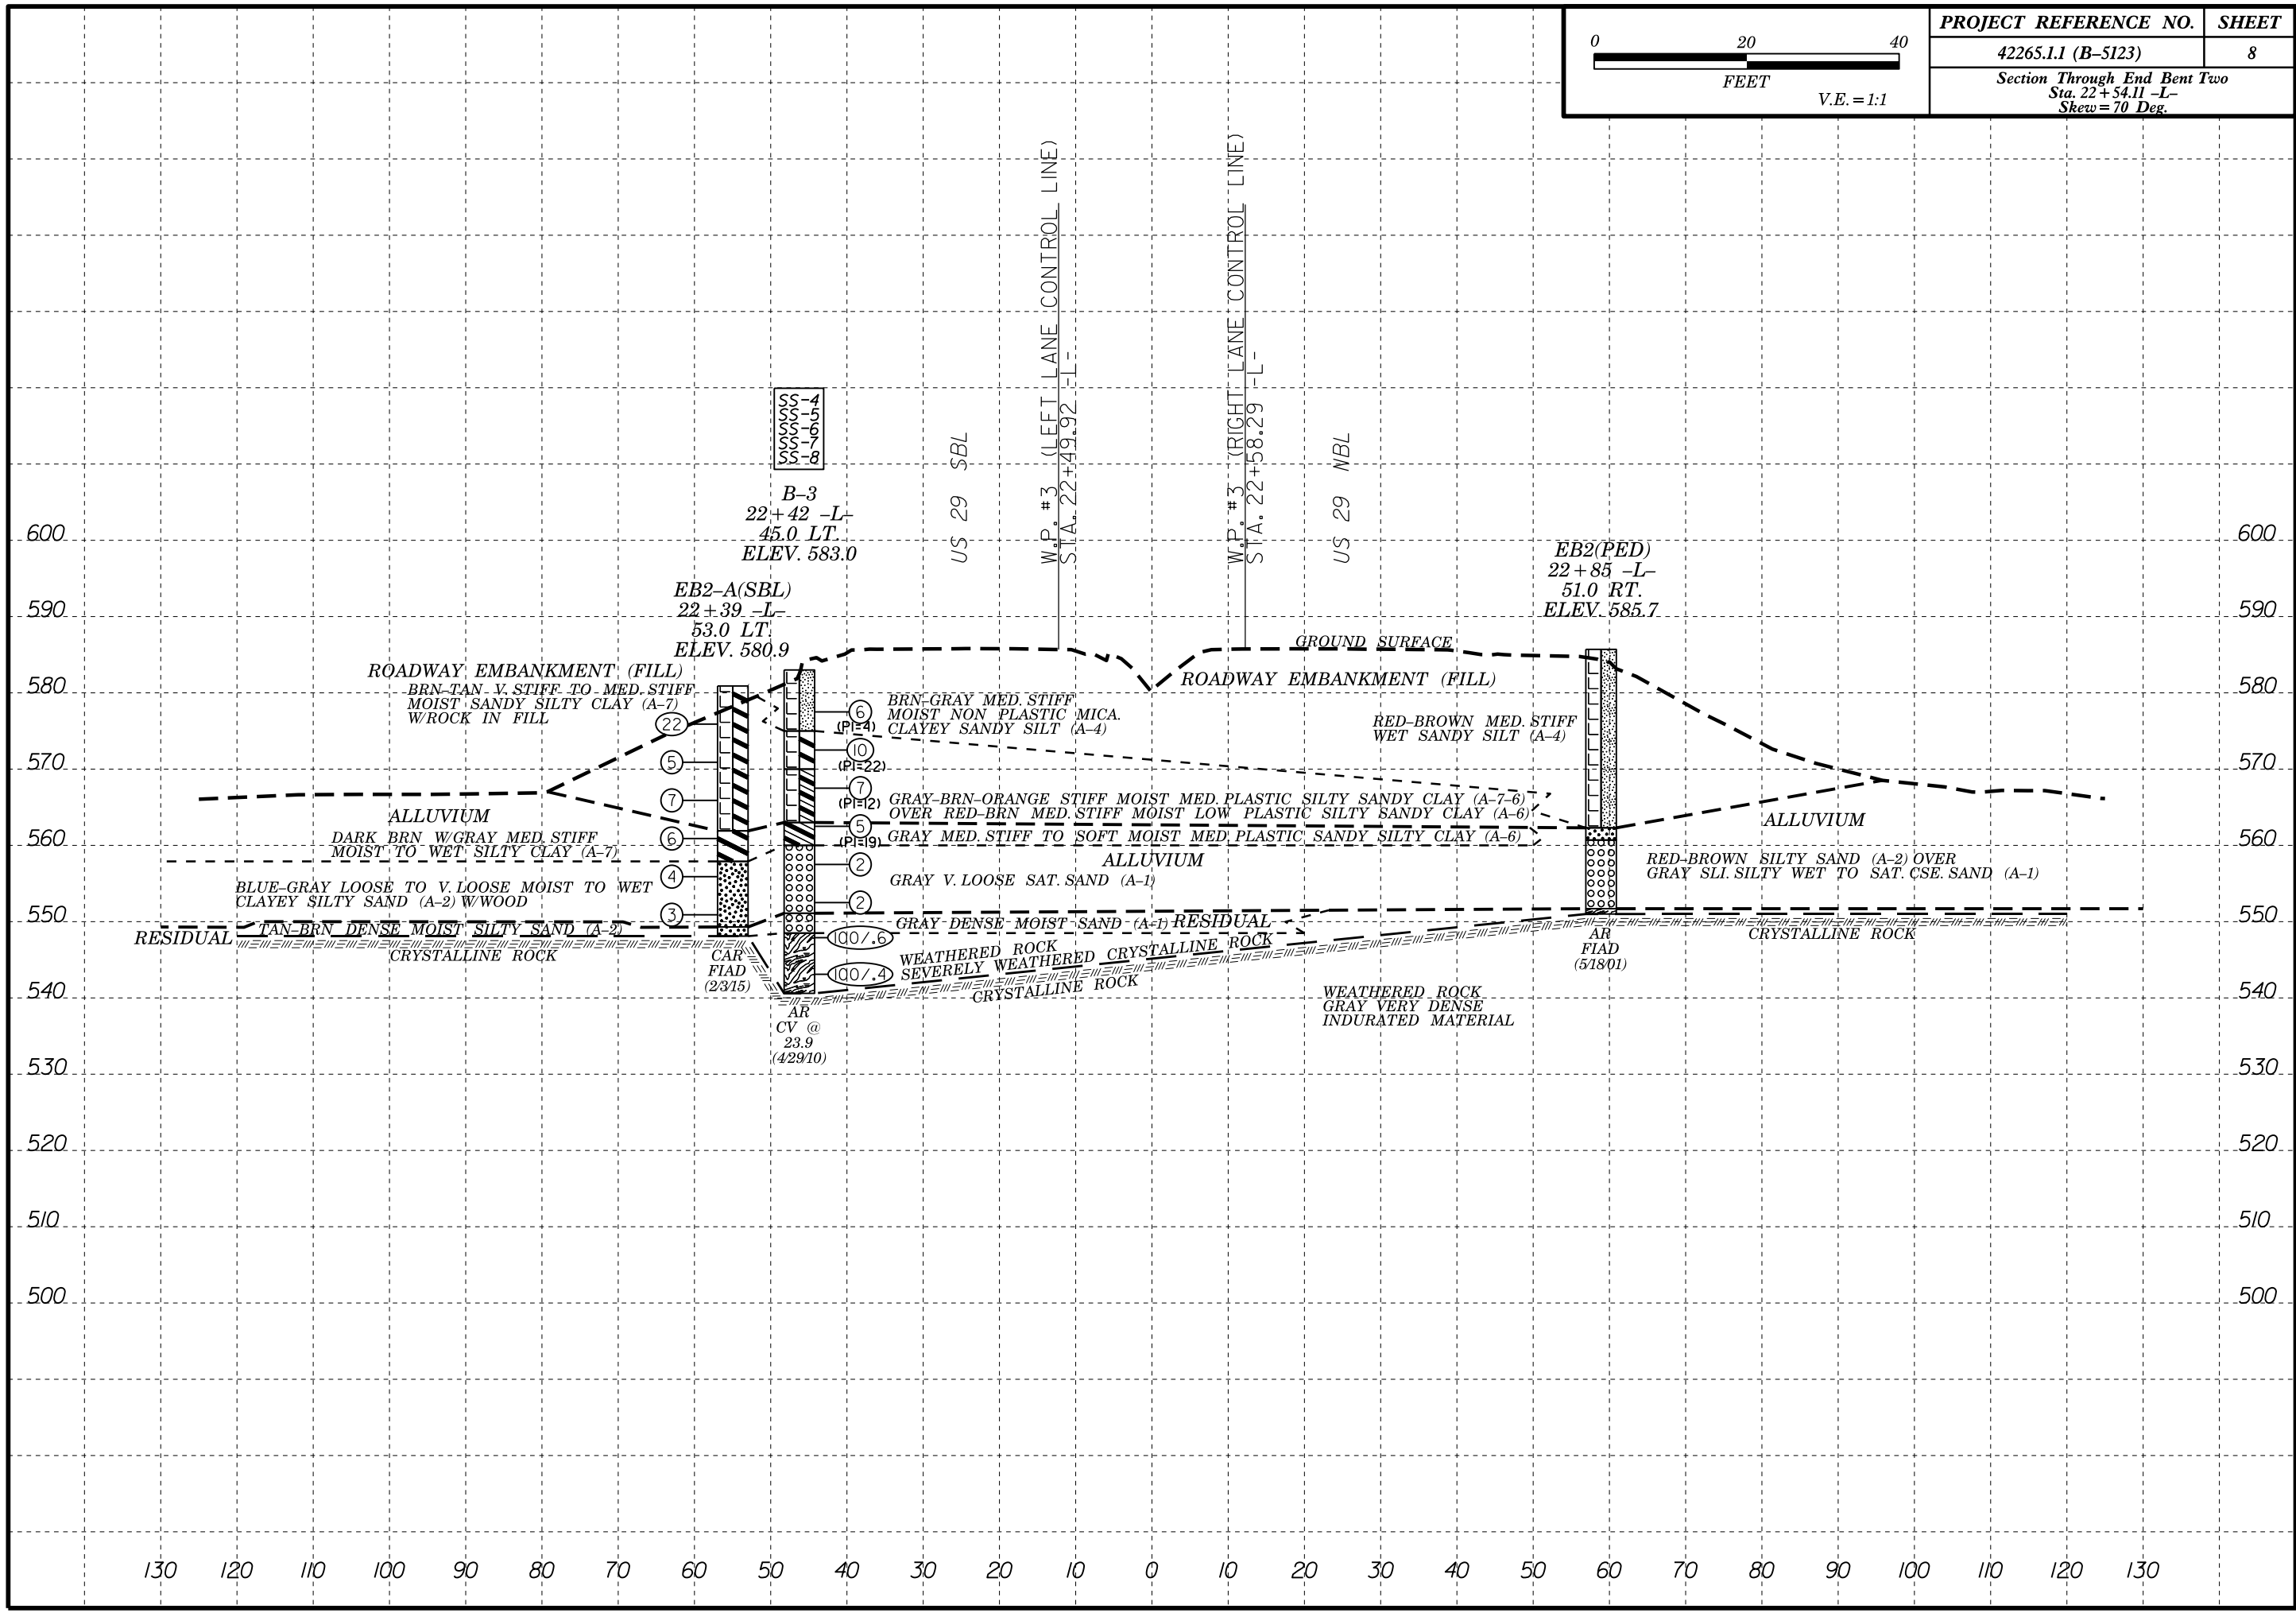 0 20 40
FEET
V.E.=1:1
PROJECT REFERENCE NO. SHEET
42265.1.1 (B–5123) 8
Section Through End Bent Two
Sta. 22+54.11 –L–
Skew=70 Deg.
W.P. #3 (LEFT LANE CONTROL LINE)
STA. 22+49.92 -L-
W.P. #3 (RIGHT LANE CONTROL LINE)
STA. 22+58.29 -L-
US 29 SBL
US 29 NBL
SS-4
SS-5
SS-6
SS-7
SS-8
B–3
22+42 –L–
45.0 LT.
ELEV. 583.0
EB2–A(SBL)
22+39 –L–
53.0 LT.
ELEV. 580.9
EB2(PED)
22+85 –L–
51.0 RT.
ELEV. 585.7
600 600
590 590
580 580
570 570
560 560
550 550
540 540
530 530
520 520
510 510
500 500
GROUND SURFACE
ROADWAY EMBANKMENT (FILL)
BRN–TAN V. STIFF TO MED. STIFF
MOIST SANDY SILTY CLAY (A–7)
W/ROCK IN FILL
ROADWAY EMBANKMENT (FILL)
22
5
7
6
4
3
6
(PI=4)
10
(PI=22)
7
(PI=12)
5
(PI=19)
2
2
100/.6
100/.4
BRN–GRAY MED. STIFF
MOIST NON PLASTIC MICA.
CLAYEY SANDY SILT (A–4)
RED–BROWN MED. STIFF
WET SANDY SILT (A–4)
GRAY–BRN–ORANGE STIFF MOIST MED. PLASTIC SILTY SANDY CLAY (A–7–6)
OVER RED–BRN MED. STIFF MOIST LOW PLASTIC SILTY SANDY CLAY (A–6)
GRAY MED. STIFF TO SOFT MOIST MED. PLASTIC SANDY SILTY CLAY (A–6)
ALLUVIUM
DARK BRN W/GRAY MED. STIFF
MOIST TO WET SILTY CLAY (A–7)
BLUE–GRAY LOOSE TO V. LOOSE MOIST TO WET
CLAYEY SILTY SAND (A–2) W/WOOD
ALLUVIUM
GRAY V. LOOSE SAT. SAND (A–1)
ALLUVIUM
RED–BROWN SILTY SAND (A–2) OVER
GRAY SLI. SILTY WET TO SAT. CSE. SAND (A–1)
TAN–BRN DENSE MOIST SILTY SAND (A–2)
RESIDUAL
CRYSTALLINE ROCK
GRAY DENSE MOIST SAND (A–1) RESIDUAL
WEATHERED ROCK
SEVERELY WEATHERED CRYSTALLINE ROCK
CRYSTALLINE ROCK
CRYSTALLINE ROCK
CAR
FIAD
(2/3/15)
AR
CV @
23.9
(4/29/10)
AR
FIAD
(5/18/01)
WEATHERED ROCK
GRAY VERY DENSE
INDURATED MATERIAL
130 120 110 100 90 80 70 60 50 40 30 20 10 0 10 20 30 40 50 60 70 80 90 100 110 120 130